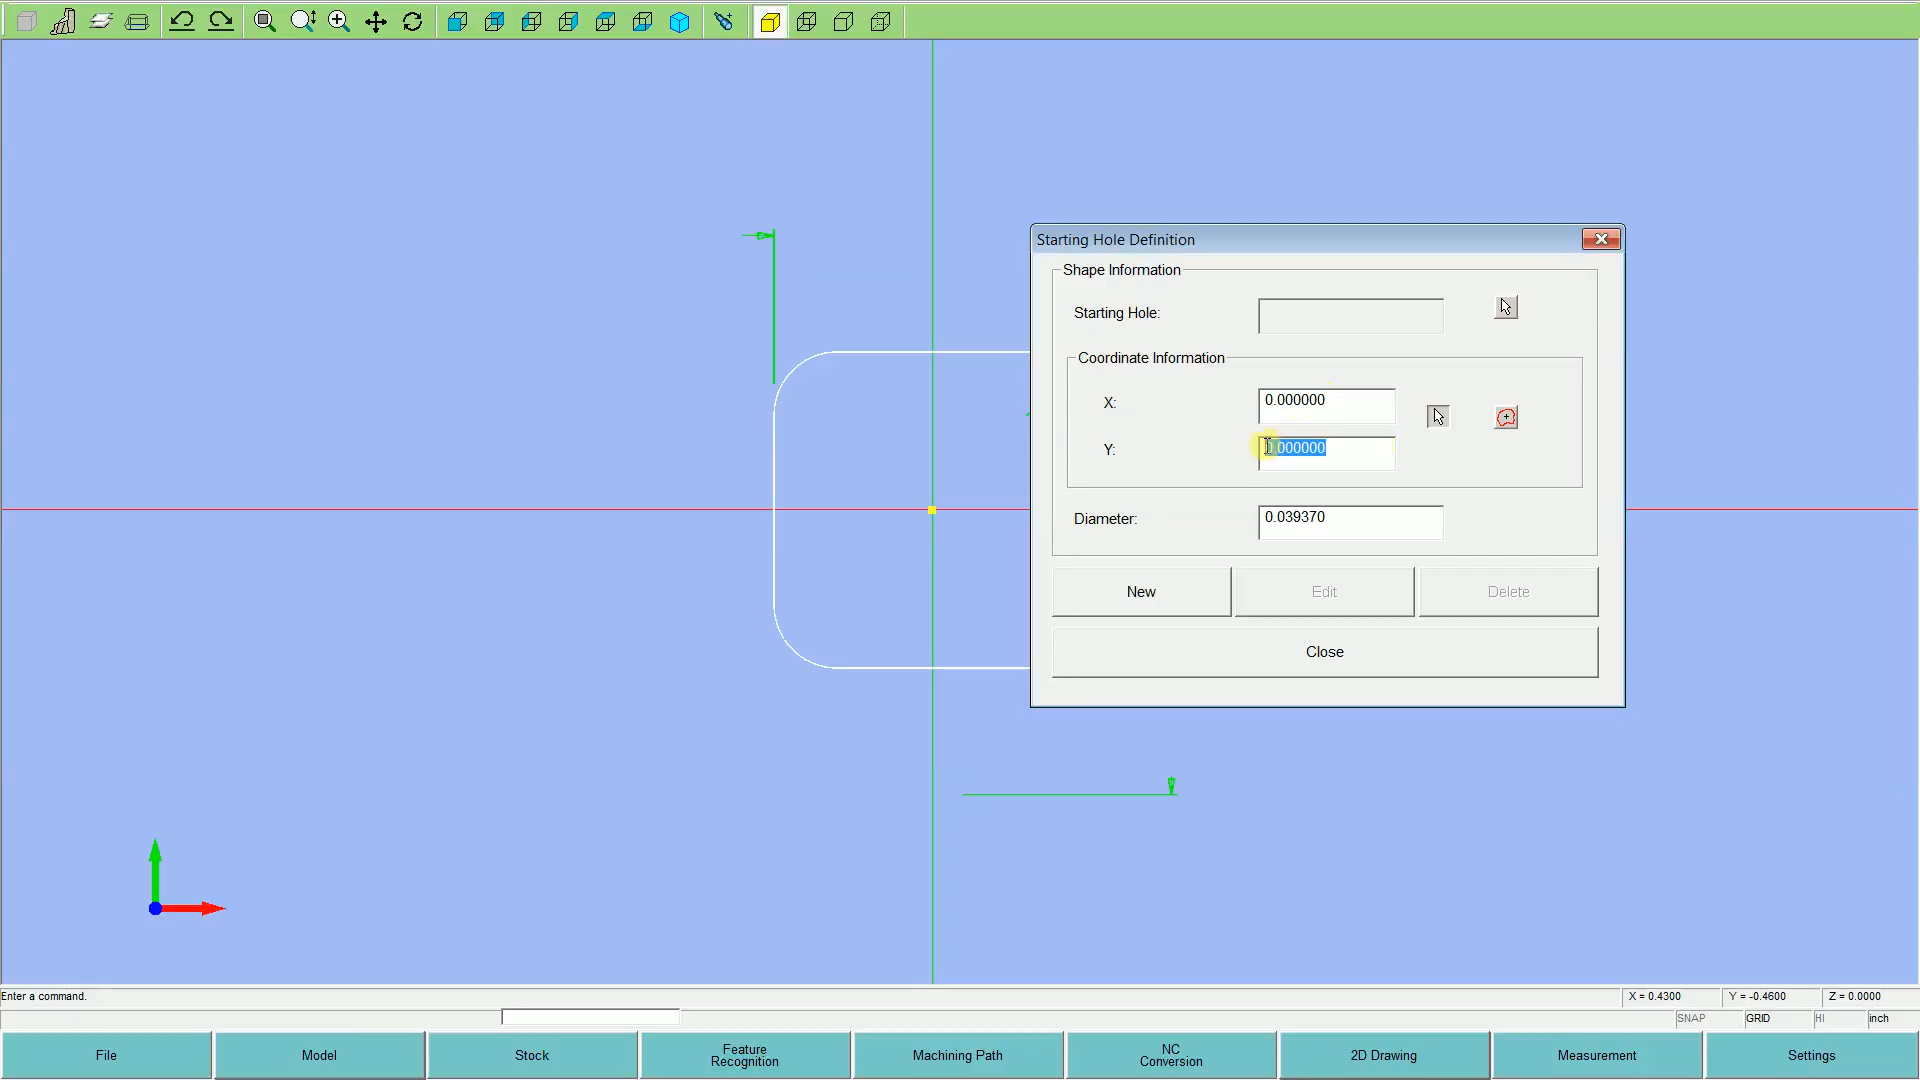 Starting Hole Definition
Shape Information
Starting Hole:
Coordinate Information
X:
0.000000
Y:
0.000000
Diameter:
0.039370
New
Edit
Delete
Close
Enter a command.
X = 0.4300
Y = -0.4600
Z = 0.0000
SNAP
GRID
HI
inch
File
Model
Stock
Feature
Recognition
Machining Path
NC
Conversion
2D Drawing
Measurement
Settings